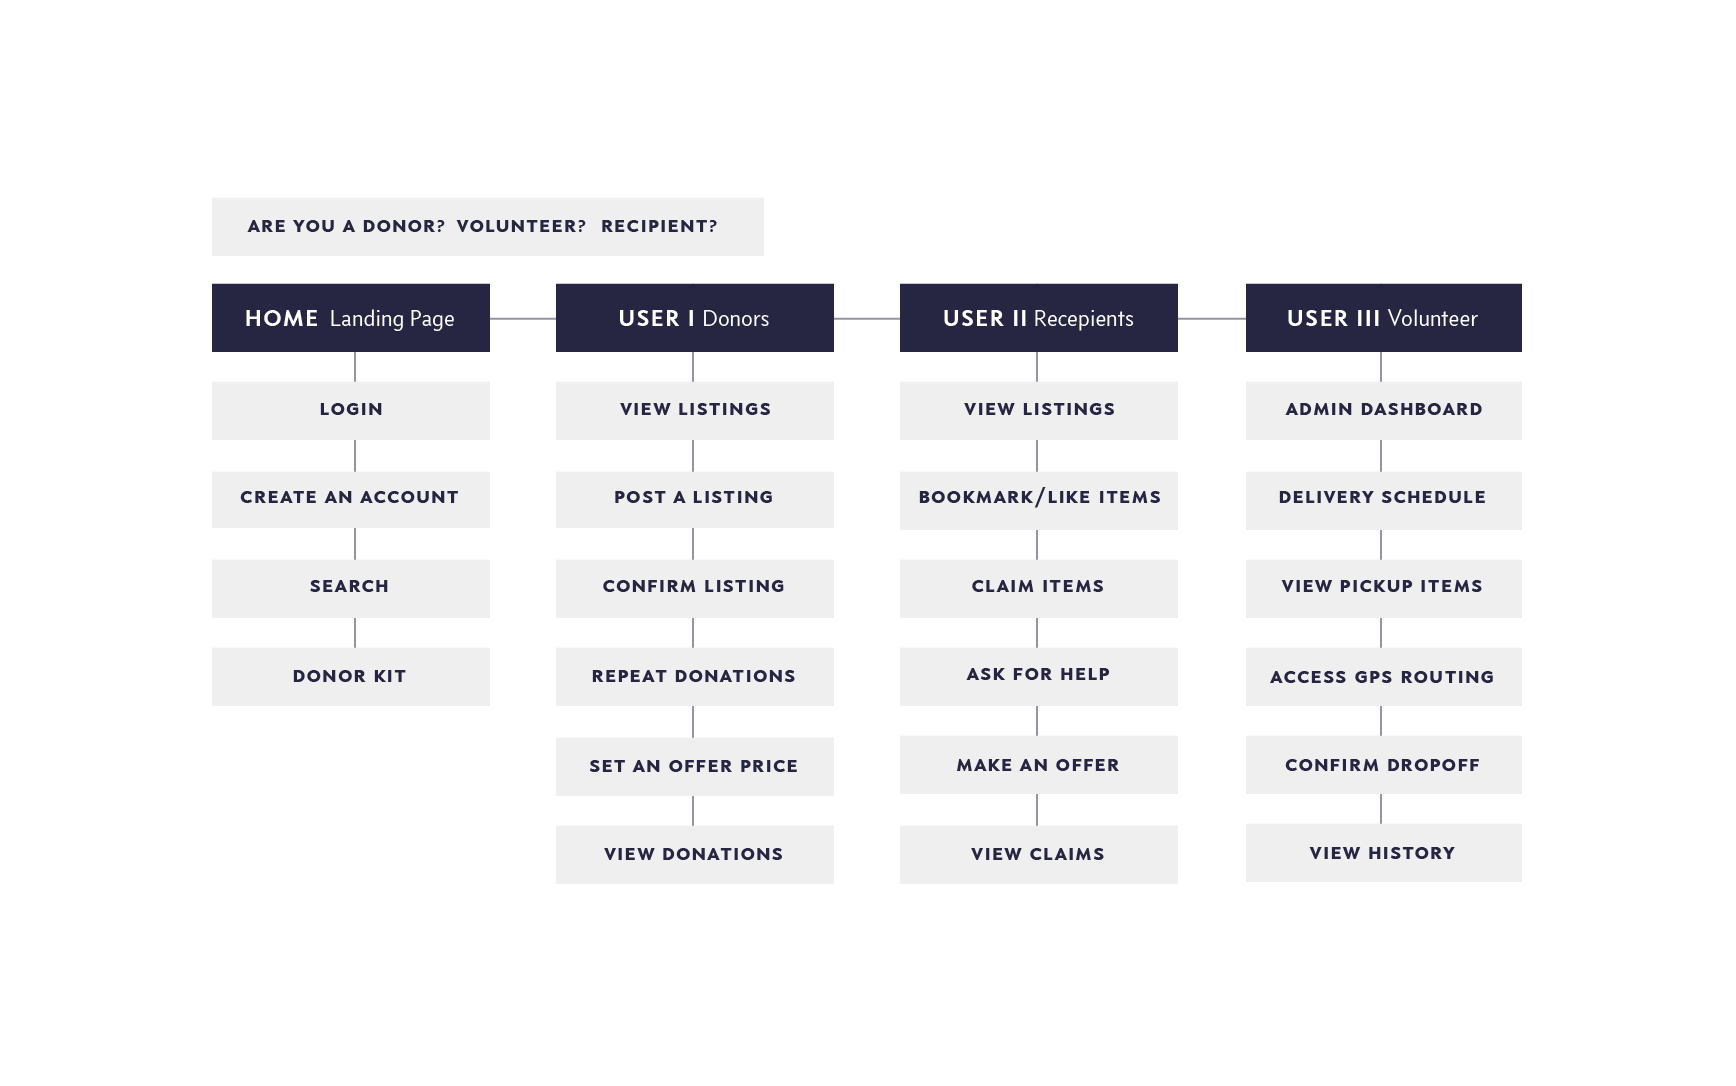 ARE YOU A DONOR? VOLUNTEER? RECIPIENT?
HOME Landing Page
LOGIN
CREATE AN ACCOUNT
SEARCH
DONOR KIT
USER I Donors
VIEW LISTINGS
POST A LISTING
CONFIRM LISTING
REPEAT DONATIONS
SET AN OFFER PRICE
VIEW DONATIONS
USER II Recepients
VIEW LISTINGS
BOOKMARK/LIKE ITEMS
CLAIM ITEMS
ASK FOR HELP
MAKE AN OFFER
VIEW CLAIMS
USER III Volunteer
ADMIN DASHBOARD
DELIVERY SCHEDULE
VIEW PICKUP ITEMS
ACCESS GPS ROUTING
CONFIRM DROPOFF
VIEW HISTORY